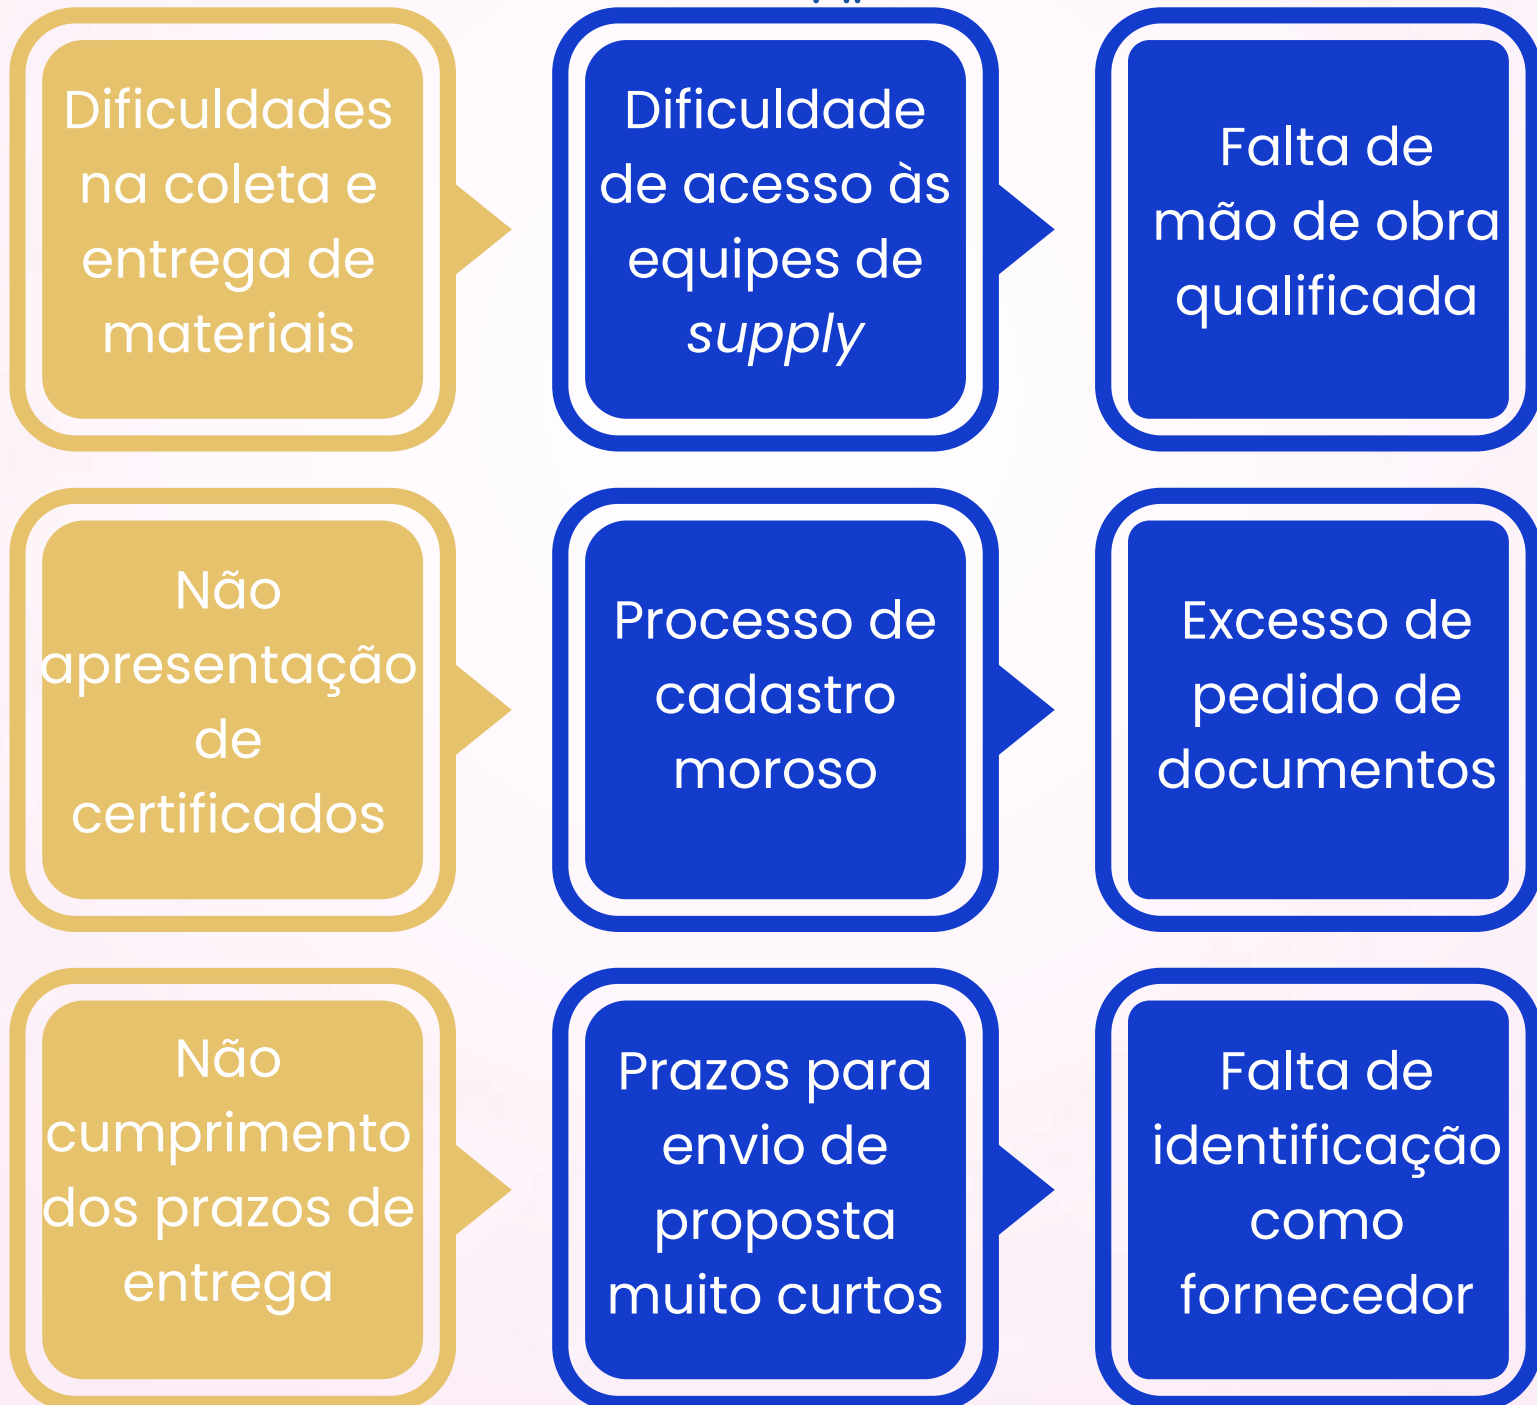 Dificuldades
na coleta e
entrega de
materiais
Dificuldade
de acesso às
equipes de
supply
Falta de
mão de obra
qualificada
Não
apresentação
de
certificados
Processo de
cadastro
moroso
Excesso de
pedido de
documentos
Não
cumprimento
dos prazos de
entrega
Prazos para
envio de
proposta
muito curtos
Falta de
identificação
como
fornecedor